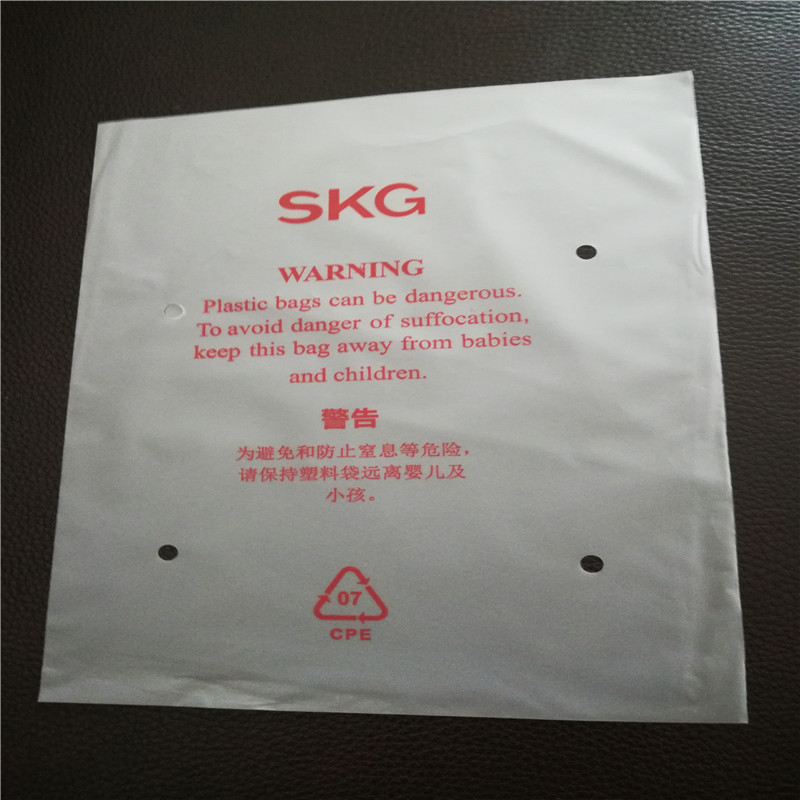 SKG
WARNING
Plastic bags can be dangerous.
To avoid danger of suffocation,
keep this bag away from babies
and children.
警告
为避免和防止窒息等危险，
请保持塑料袋远离婴儿及
小孩。
07
CPE